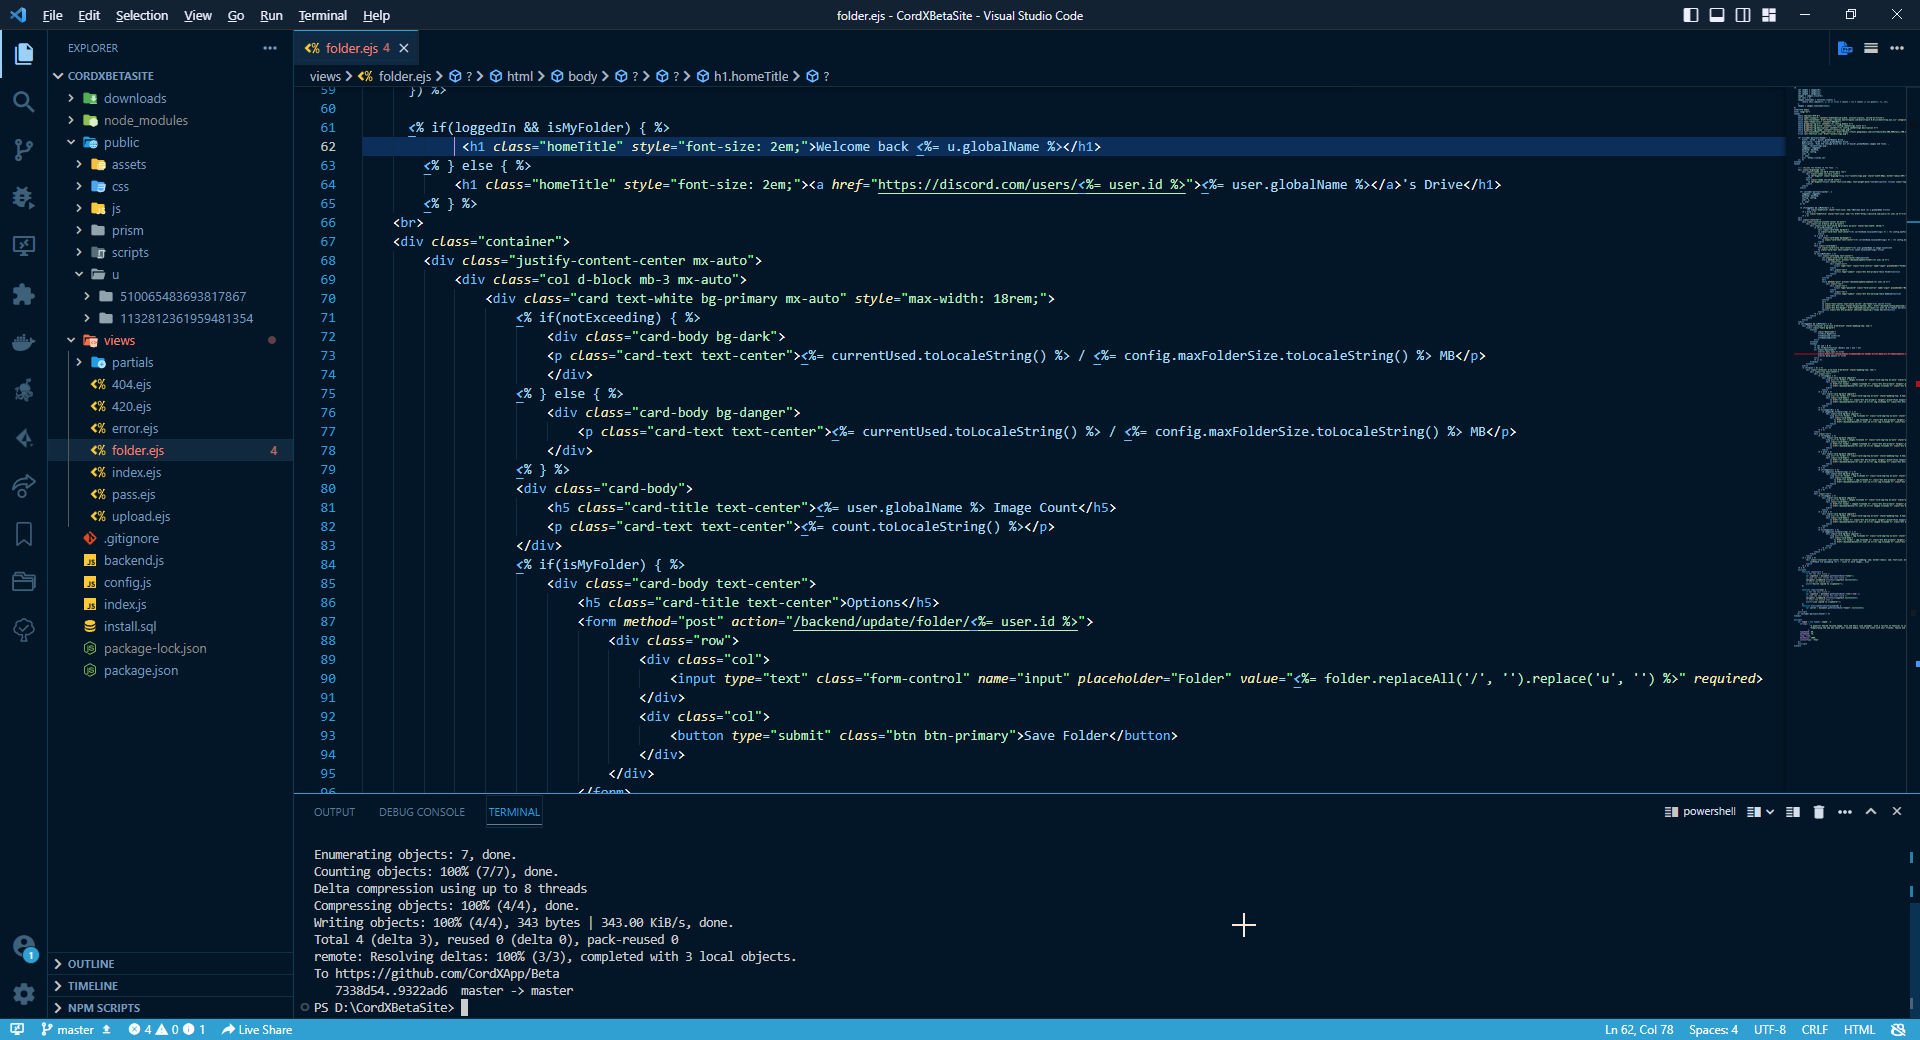 File Edit Selection View Go Run Terminal Help
folder.ejs - CordXBetaSite - Visual Studio Code
EXPLORER
CORDXBETASITE
downloads
node_modules
public
assets
css
js
prism
scripts
u
510065483693817867
1132812361959481354
views
partials
404.ejs
420.ejs
error.ejs
folder.ejs 4
index.ejs
pass.ejs
upload.ejs
.gitignore
backend.js
config.js
index.js
install.sql
package-lock.json
package.json
OUTLINE
TIMELINE
NPM SCRIPTS
folder.ejs 4
views > folder.ejs > ? > html > body > ? > ? > h1.homeTitle > ?
59 }) %>
60
61 <% if(loggedIn && isMyFolder) { %>
62 <h1 class="homeTitle" style="font-size: 2em;">Welcome back <%= u.globalName %></h1>
63 <% } else { %>
64 <h1 class="homeTitle" style="font-size: 2em;"><a href="https://discord.com/users/<%= user.id %>"><%= user.globalName %></a>'s Drive</h1>
65 <% } %>
66 <br>
67 <div class="container">
68 <div class="justify-content-center mx-auto">
69 <div class="col d-block mb-3 mx-auto">
70 <div class="card text-white bg-primary mx-auto" style="max-width: 18rem;">
71 <% if(notExceeding) { %>
72 <div class="card-body bg-dark">
73 <p class="card-text text-center"><%= currentUsed.toLocaleString() %> / <%= config.maxFolderSize.toLocaleString() %> MB</p>
74 </div>
75 <% } else { %>
76 <div class="card-body bg-danger">
77 <p class="card-text text-center"><%= currentUsed.toLocaleString() %> / <%= config.maxFolderSize.toLocaleString() %> MB</p>
78 </div>
79 <% } %>
80 <div class="card-body">
81 <h5 class="card-title text-center"><%= user.globalName %> Image Count</h5>
82 <p class="card-text text-center"><%= count.toLocaleString() %></p>
83 </div>
84 <% if(isMyFolder) { %>
85 <div class="card-body text-center">
86 <h5 class="card-title text-center">Options</h5>
87 <form method="post" action="/backend/update/folder/<%= user.id %>">
88 <div class="row">
89 <div class="col">
90 <input type="text" class="form-control" name="input" placeholder="Folder" value="<%= folder.replaceAll('/', '').replace('u', '') %>" required>
91 </div>
92 <div class="col">
93 <button type="submit" class="btn btn-primary">Save Folder</button>
94 </div>
95 </div>
96 </form>
OUTPUT DEBUG CONSOLE TERMINAL
powershell
Enumerating objects: 7, done.
Counting objects: 100% (7/7), done.
Delta compression using up to 8 threads
Compressing objects: 100% (4/4), done.
Writing objects: 100% (4/4), 343 bytes | 343.00 KiB/s, done.
Total 4 (delta 3), reused 0 (delta 0), pack-reused 0
remote: Resolving deltas: 100% (3/3), completed with 3 local objects.
To https://github.com/CordXApp/Beta
7338d54..9322ad6 master -> master
PS D:\CordXBetaSite>
1
master 4 0 1 Live Share
Ln 62, Col 78 Spaces: 4 UTF-8 CRLF HTML